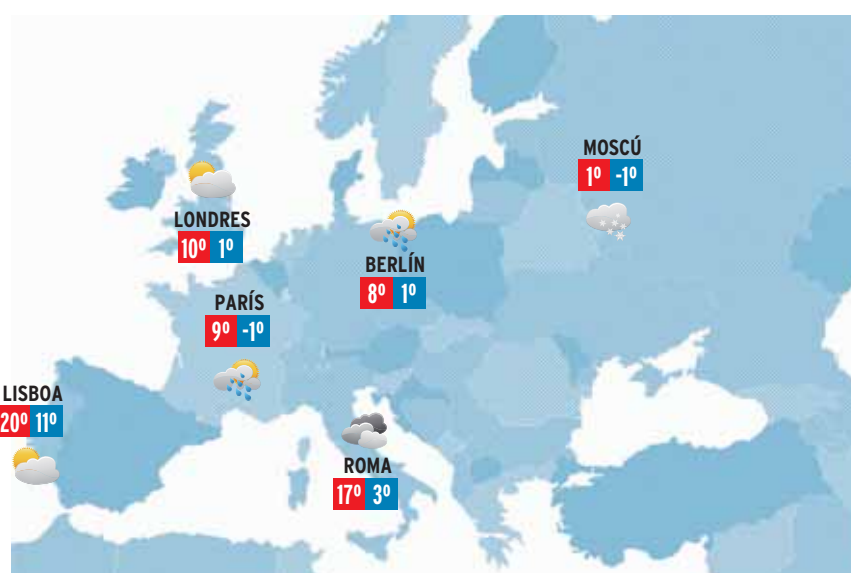 MOSCÚ
1º -1º
LONDRES
10º 1º
BERLÍN
8º 1º
PARÍS
9º -1º
LISBOA
20º 11º
ROMA
17º 3º